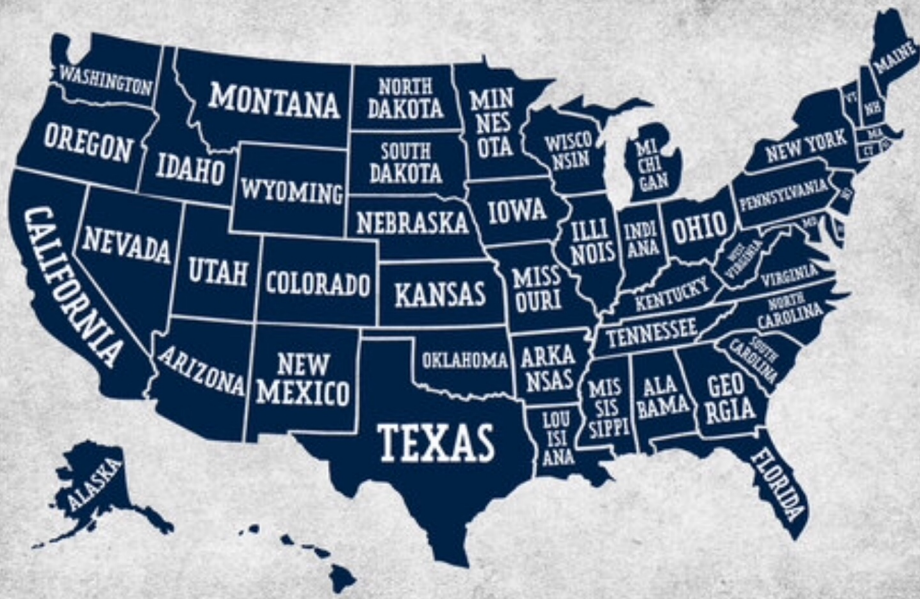 WASHINGTON
OREGON
CALIFORNIA
NEVADA
IDAHO
MONTANA
WYOMING
UTAH
COLORADO
ARIZONA
NEW
MEXICO
NORTH
DAKOTA
SOUTH
DAKOTA
NEBRASKA
KANSAS
OKLAHOMA
TEXAS
MIN
NES
OTA
IOWA
MISS
OURI
ARKA
NSAS
LOU
ISI
ANA
WISCO
NSIN
ILLI
NOIS
MI
CHI
GAN
INDI
ANA
OHIO
KENTUCKY
TENNESSEE
MIS
SIS
SIPPI
ALA
BAMA
GEO
RGIA
FLORIDA
SOUTH
CAROLINA
NORTH
CAROLINA
VIRGINIA
WEST
VIRGINIA
MD
PENNSYLVANIA
NJ
NEW YORK
CT
MA
VT
NH
MAINE
ALASKA